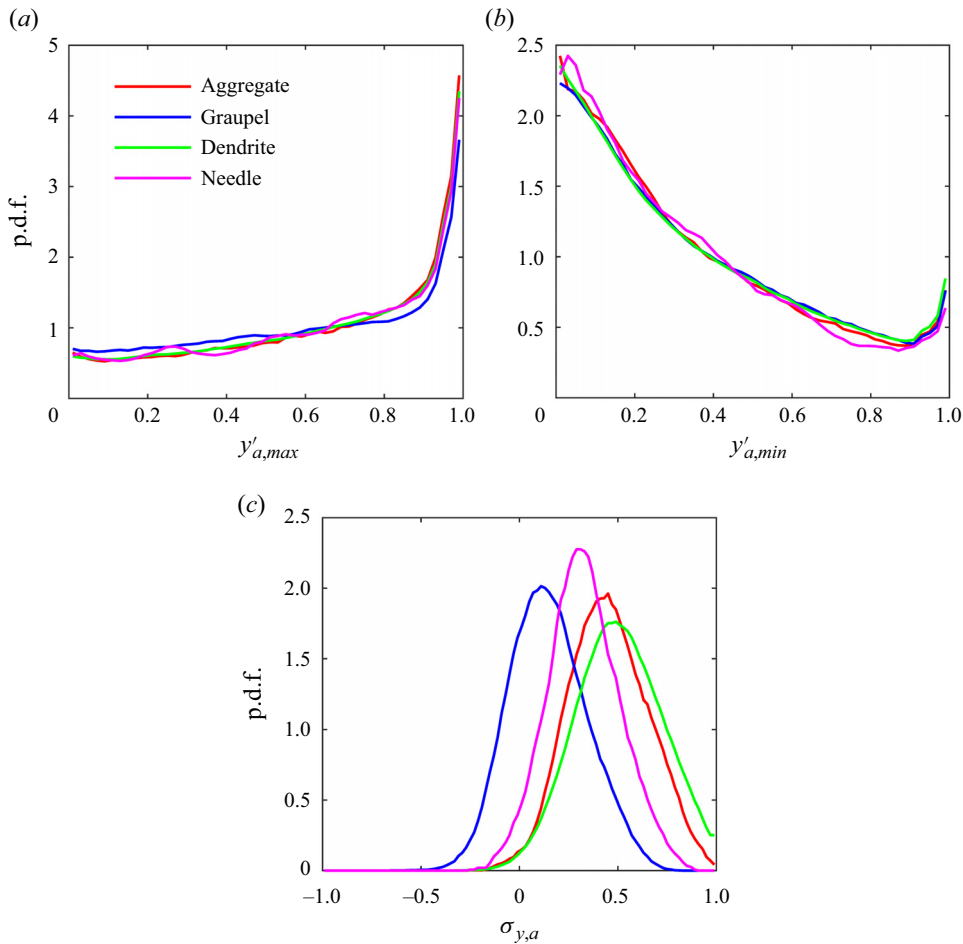 (a)
(b)
5
4
3
2
1
0
p.d.f.
Aggregate
Graupel
Dendrite
Needle
0.2 0.4 0.6 0.8 1.0
y′a,max
2.5
2.0
1.5
1.0
0.5
0
0.2 0.4 0.6 0.8 1.0
y′a,min
(c)
2.5
2.0
1.5
1.0
0.5
0
p.d.f.
–1.0 –0.5 0 0.5 1.0
σy,a